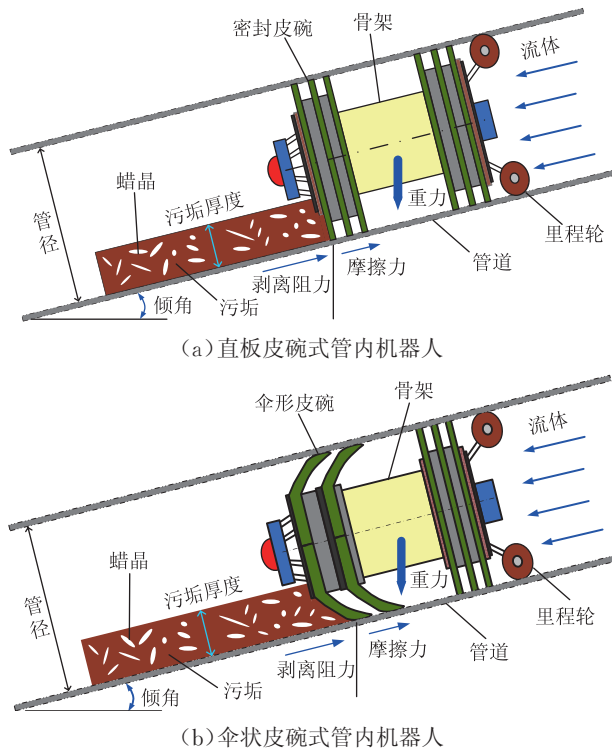 密封皮碗
骨架
流体
蜡晶
污垢厚度
管径
重力
里程轮
剥离阻力
摩擦力
管道
倾角
污垢
(a)直板皮碗式管内机器人
伞形皮碗
骨架
流体
蜡晶
污垢厚度
管径
重力
里程轮
剥离阻力
摩擦力
管道
倾角
污垢
(b)伞状皮碗式管内机器人